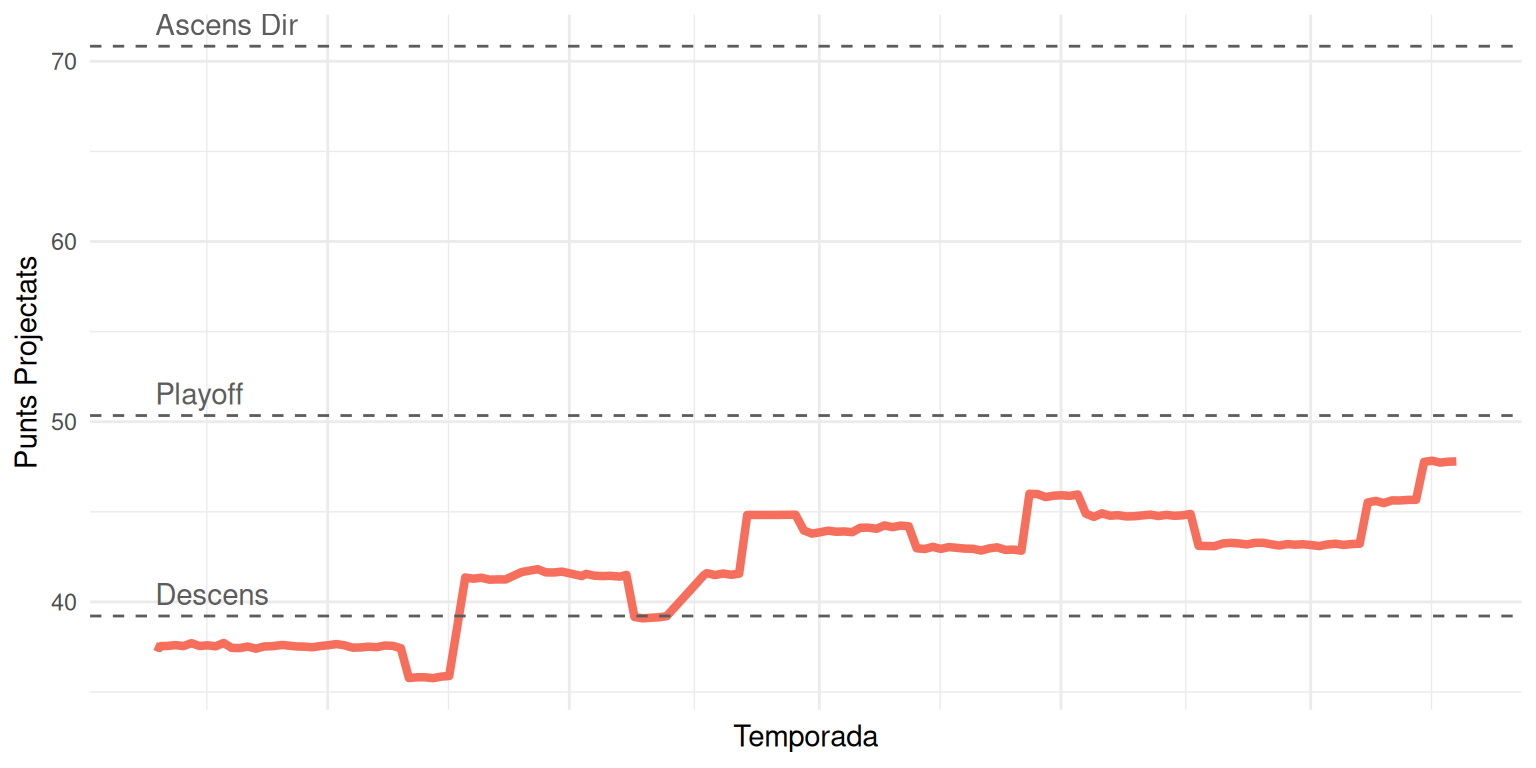 Ascens Dir
70
60
Punts Projectats
Playoff
50
Descens
40
Temporada